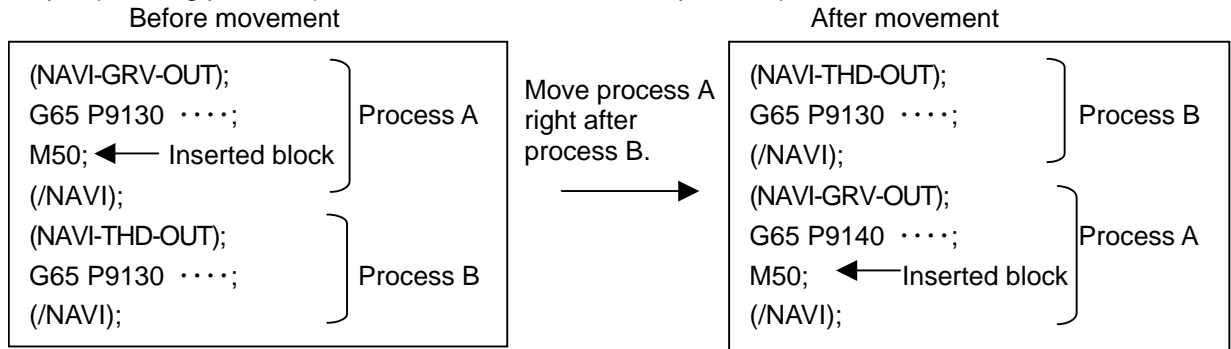 Before movement
After movement
(NAVI-GRV-OUT);
G65 P9130 ････;
M50; Inserted block
(/NAVI);
Process A
(NAVI-THD-OUT);
G65 P9130 ････;
(/NAVI);
Process B
Move process A
right after
process B.
(NAVI-THD-OUT);
G65 P9130 ････;
(/NAVI);
Process B
(NAVI-GRV-OUT);
G65 P9140 ････;
M50; Inserted block
(/NAVI);
Process A